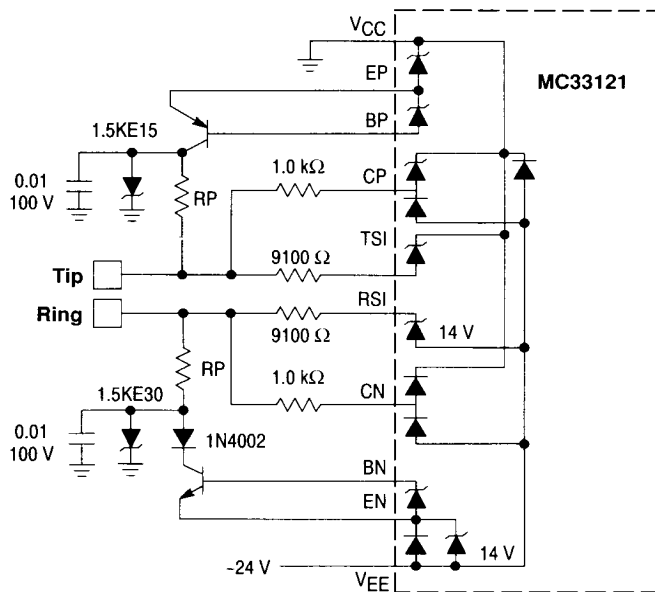 VCC
EP
MC33121
BP
1.5KE15
1.0 kΩ
CP
0.01
100 V
RP
TSI
9100 Ω
Tip
Ring
RSI
9100 Ω
14 V
RP
1.0 kΩ
CN
1.5KE30
0.01
100 V
1N4002
BN
EN
14 V
–24 V
VEE